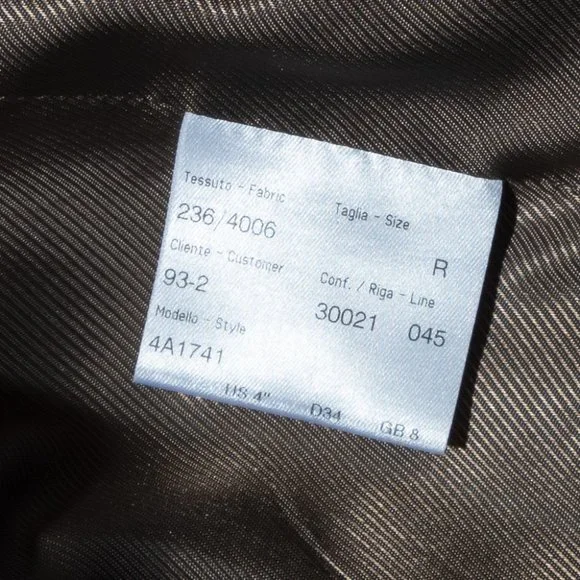 Tessuto - Fabric
Taglia - Size
236/4006
R
Cliente - Customer
Conf. / Riga - Line
93-2
30021 045
Modello - Style
4A1741
US 4" D34 GB 8